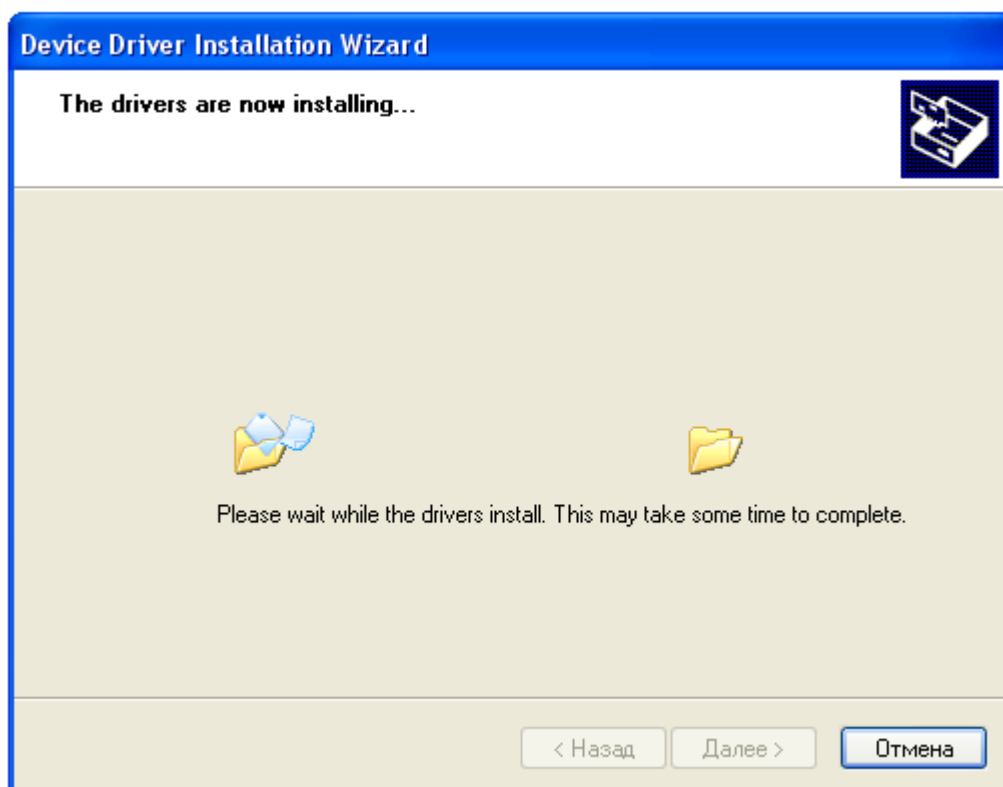 Device Driver Installation Wizard
The drivers are now installing...
Please wait while the drivers install. This may take some time to complete.
< Назад Далее > Отмена